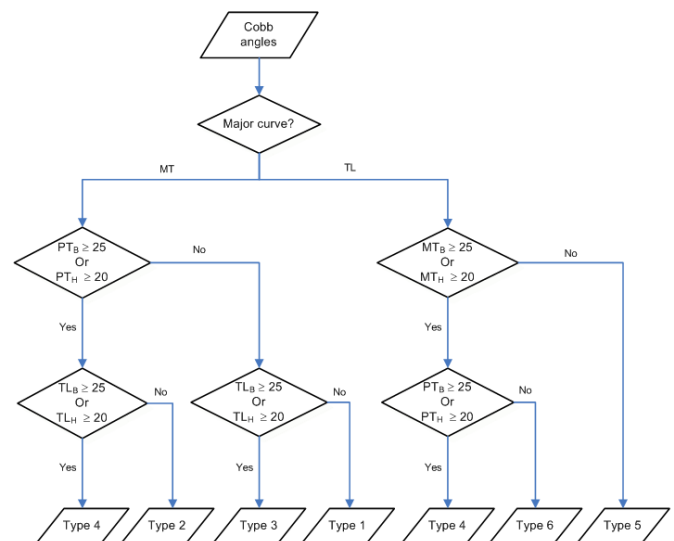 Cobb
angles
Major curve?
MT
TL
PT_B ≥ 25
Or
PT_H ≥ 20
No
MT_B ≥ 25
Or
MT_H ≥ 20
No
Yes
Yes
TL_B ≥ 25
Or
TL_H ≥ 20
No
TL_B ≥ 25
Or
TL_H ≥ 20
No
PT_B ≥ 25
Or
PT_H ≥ 20
No
Yes
Yes
Yes
Type 4
Type 2
Type 3
Type 1
Type 4
Type 6
Type 5